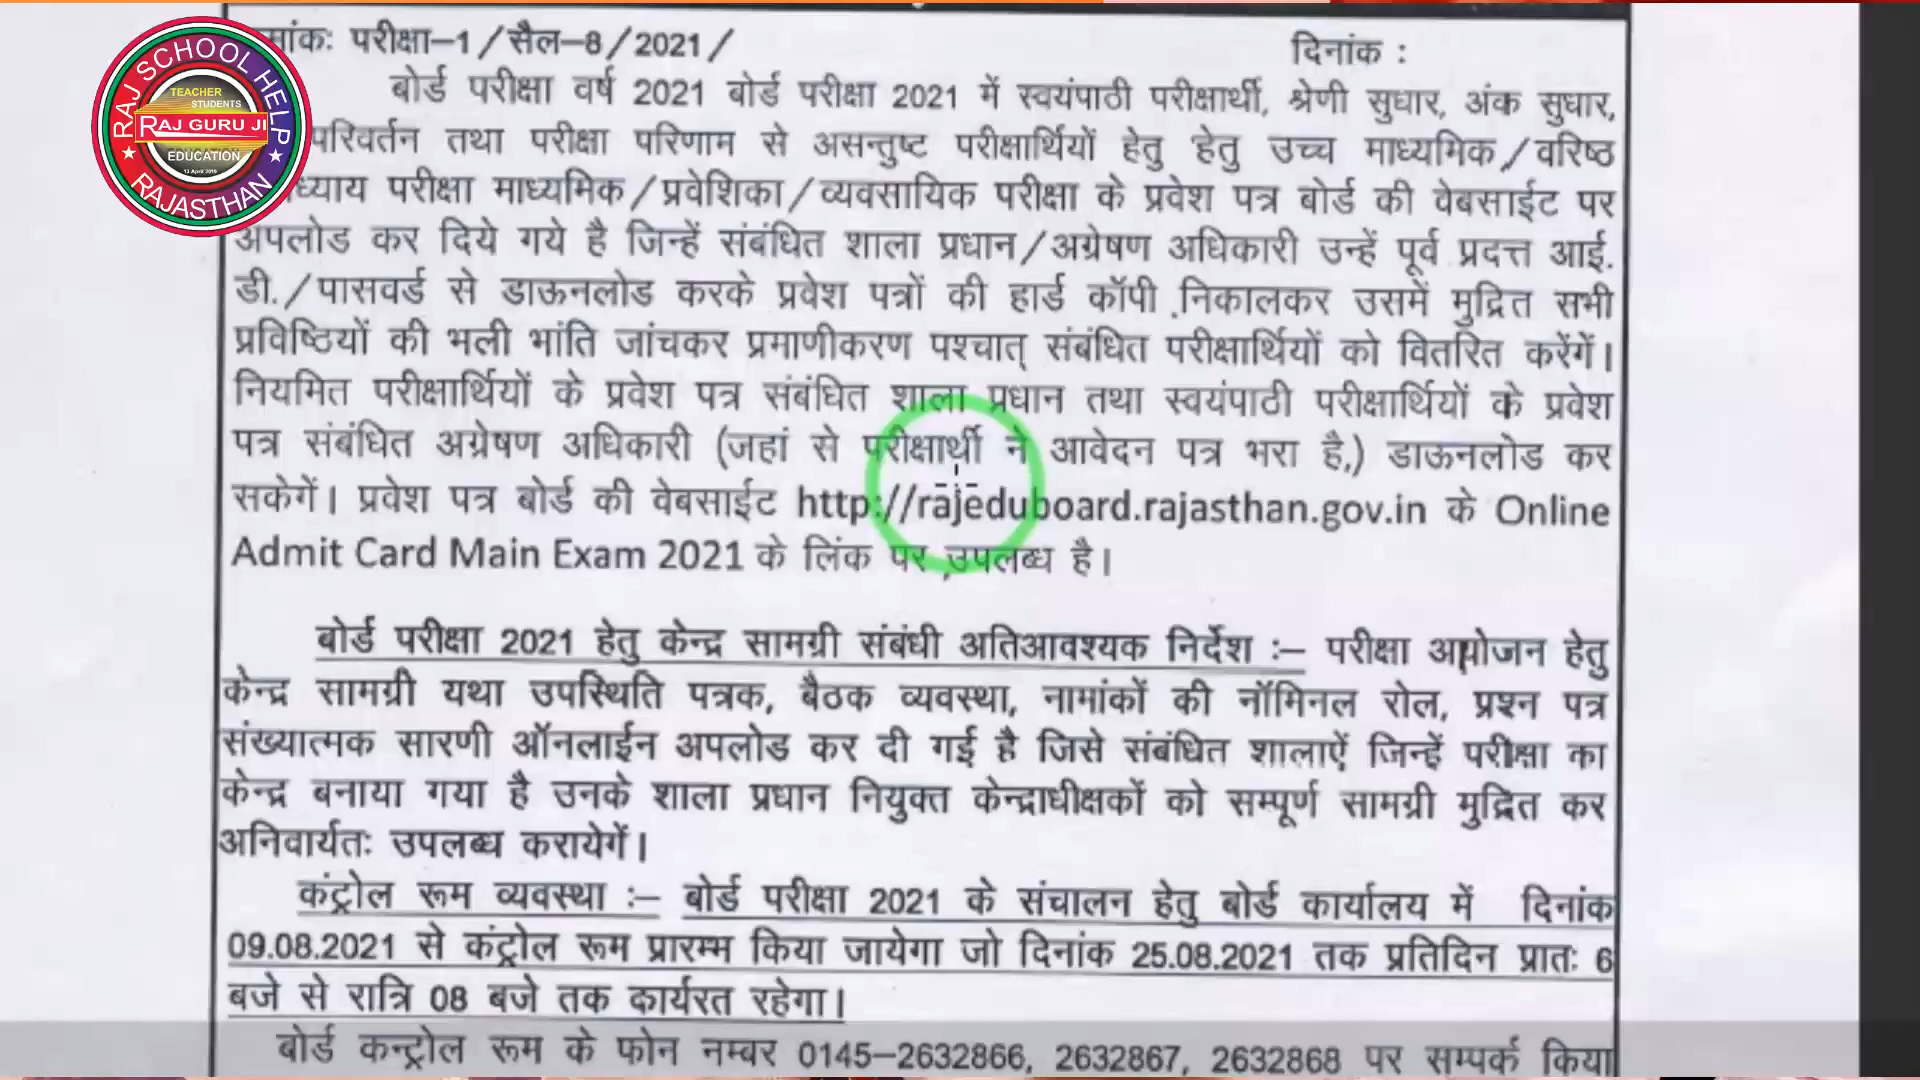 मांकः परीक्षा–1/सैल–8/2021/ दिनांक :
बोर्ड परीक्षा वर्ष 2021 बोर्ड परीक्षा 2021 में स्वयंपाठी परीक्षार्थी, श्रेणी सुधार, अंक सुधार,
परिवर्तन तथा परीक्षा परिणाम से असन्तुष्ट परीक्षार्थियों हेतु हेतु उच्च माध्यमिक/वरिष्ठ
ध्याय परीक्षा माध्यमिक/प्रवेशिका/व्यवसायिक परीक्षा के प्रवेश पत्र बोर्ड की वेबसाईट पर
अपलोड कर दिये गये है जिन्हें संबंधित शाला प्रधान/अग्रेषण अधिकारी उन्हें पूर्व प्रदत्त आई.
डी./पासवर्ड से डाऊनलोड करके प्रवेश पत्रों की हार्ड कॉपी निकालकर उसमें मुद्रित सभी
प्रविष्ठियों की भली भांति जांचकर प्रमाणीकरण पश्चात् संबंधित परीक्षार्थियों को वितरित करेंगें।
नियमित परीक्षार्थियों के प्रवेश पत्र संबंधित शाला प्रधान तथा स्वयंपाठी परीक्षार्थियों के प्रवेश
पत्र संबंधित अग्रेषण अधिकारी (जहां से परीक्षार्थी ने आवेदन पत्र भरा है,) डाऊनलोड कर
सकेगें। प्रवेश पत्र बोर्ड की वेबसाईट http://rajeduboard.rajasthan.gov.in के Online
Admit Card Main Exam 2021 के लिंक पर उपलब्ध है।
बोर्ड परीक्षा 2021 हेतु केन्द्र सामग्री संबंधी अतिआवश्यक निर्देश :– परीक्षा आयोजन हेतु
केन्द्र सामग्री यथा उपस्थिति पत्रक, बैठक व्यवस्था, नामांकों की नॉमिनल रोल, प्रश्न पत्र
संख्यात्मक सारणी ऑनलाईन अपलोड कर दी गई है जिसे संबंधित शालाऐं जिन्हें परीक्षा का
केन्द्र बनाया गया है उनके शाला प्रधान नियुक्त केन्द्राधीक्षकों को सम्पूर्ण सामग्री मुद्रित कर
अनिवार्यतः उपलब्ध करायेगें।
कंट्रोल रूम व्यवस्था :– बोर्ड परीक्षा 2021 के संचालन हेतु बोर्ड कार्यालय में दिनांक
09.08.2021 से कंट्रोल रूम प्रारम्भ किया जायेगा जो दिनांक 25.08.2021 तक प्रतिदिन प्रातः 6
बजे से रात्रि 08 बजे तक कार्यरत रहेगा।
बोर्ड कन्ट्रोल रूम के फोन नम्बर 0145–2632866, 2632867, 2632868 पर सम्पर्क किया
RAJ SCHOOL HELP
TEACHER
STUDENTS
RAJ GURU JI
EDUCATION
13 April 2019
RAJASTHAN